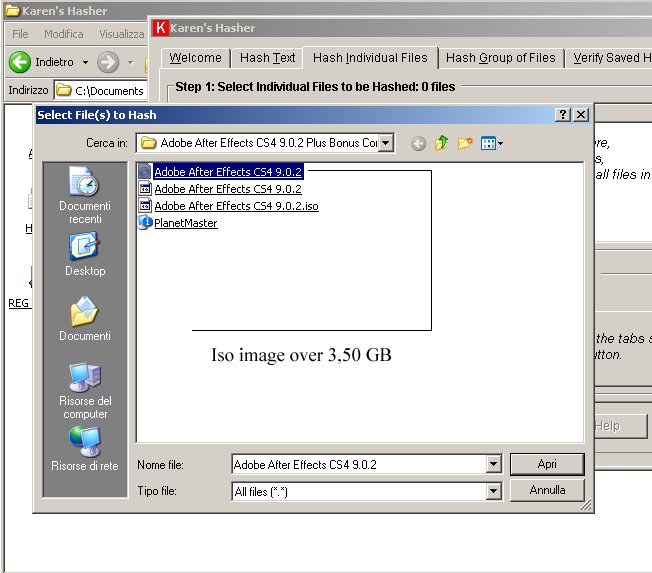 Karen's Hasher
File Modifica Visualizza
Indietro
Indirizzo C:\Documents
Karen's Hasher
Welcome Hash Text Hash Individual Files Hash Group of Files Verify Saved H
Step 1: Select Individual Files to be Hashed: 0 files
Select File(s) to Hash
Cerca in: Adobe After Effects CS4 9.0.2 Plus Bonus Co
Adobe After Effects CS4 9.0.2
Adobe After Effects CS4 9.0.2
Adobe After Effects CS4 9.0.2.iso
PlanetMaster
Documenti
recenti
Desktop
Documenti
Risorse del
computer
Risorse di rete
Iso image over 3,50 GB
Nome file: Adobe After Effects CS4 9.0.2 Apri
Tipo file: All files (*.*) Annulla
re,
s,
all files in
the tabs s
utton.
Help
REG